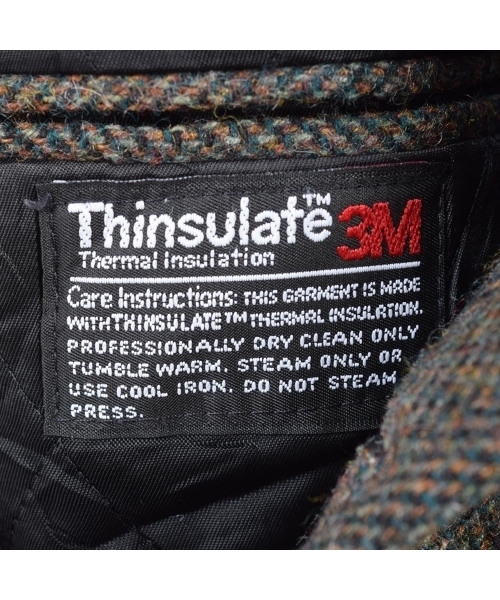 Thinsulate™ 3M
Thermal Insulation
Care Instructions: THIS GARMENT IS MADE
WITH THINSULATE™ THERMAL INSULATION.
PROFESSIONALLY DRY CLEAN ONLY
TUMBLE WARM. STEAM ONLY OR
USE COOL IRON. DO NOT STEAM
PRESS.